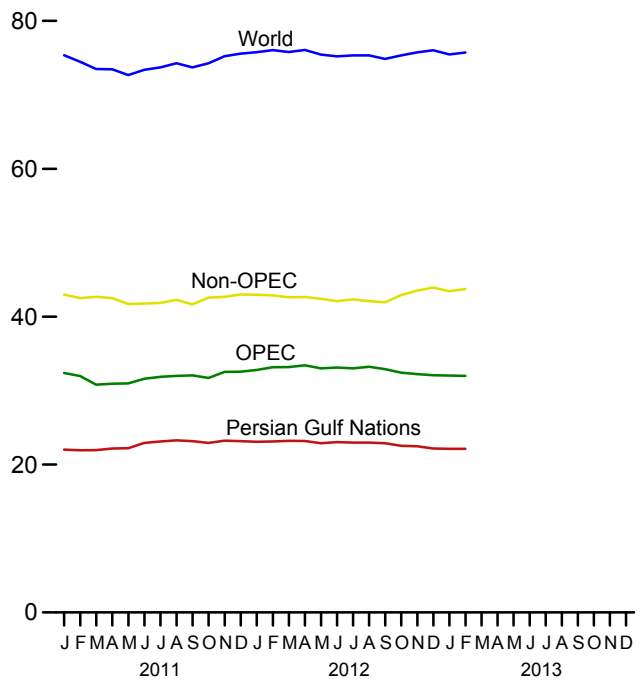 80
World
60
Non-OPEC
40
OPEC
Persian Gulf Nations
20
0
J F M A M J J A S O N D J F M A M J J A S O N D J F M A M J J A S O N D
2011 2012 2013